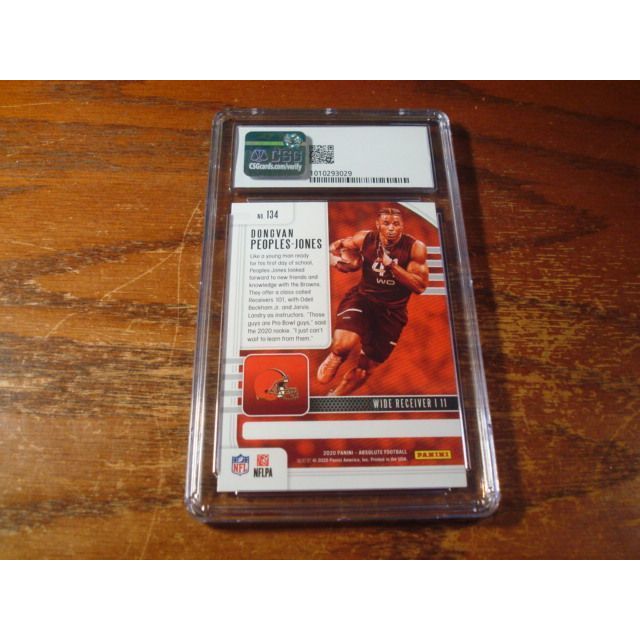 CSG
CSGcards.com/verify
1010293029
NO. 134
DONOVAN
PEOPLES-JONES
Like a young man ready
for his first day of school,
Peoples-Jones looked
forward to new friends and
knowledge with the Browns.
They offer a class called
Receivers 101, with Odell
Beckham Jr. and Jarvis
Landry as instructors. "Those
guys are Pro Bowl guys," said
the 2020 rookie. "I just can't
wait to learn from them."
WO
WIDE RECEIVER | 11
2020 PANINI - ABSOLUTE FOOTBALL
© 2020 Panini America, Inc. Printed in the USA.
PANINI
NFL
NFLPA